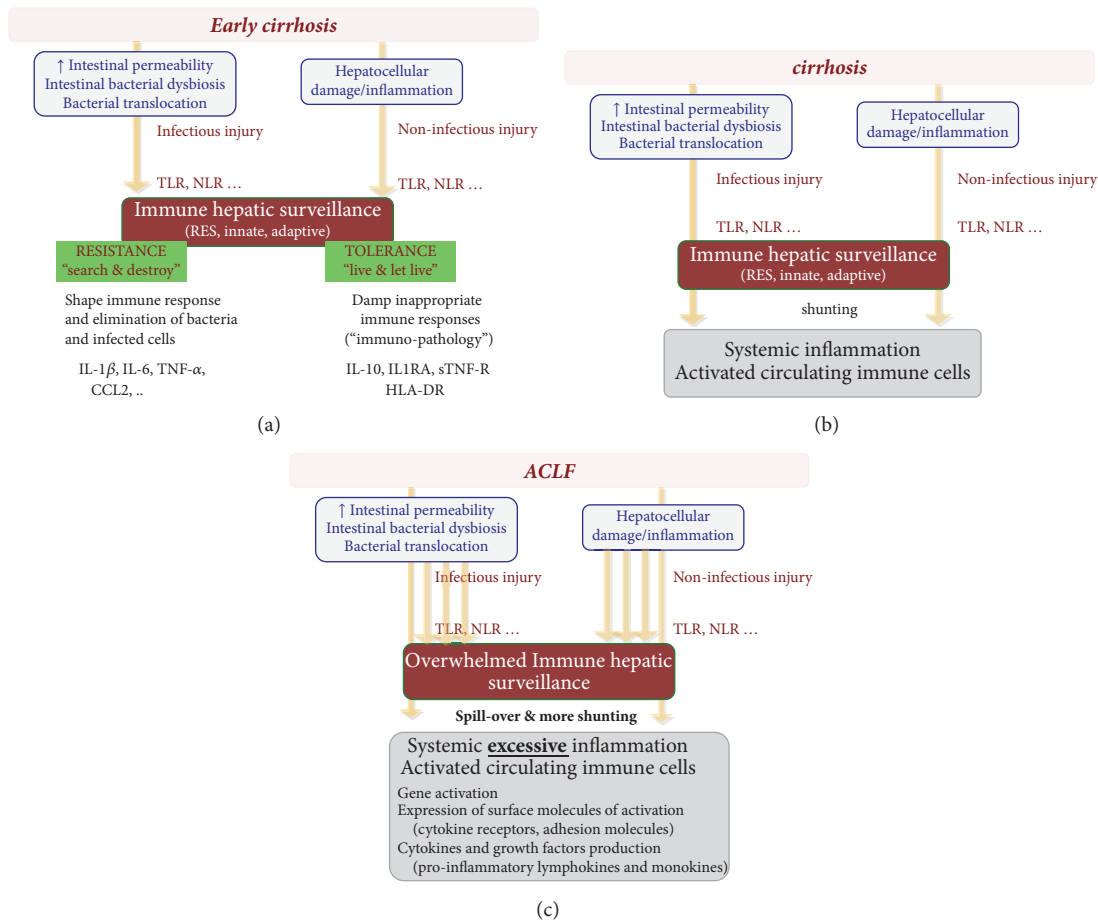 Early cirrhosis
↑ Intestinal permeability
Intestinal bacterial dysbiosis
Bacterial translocation
Hepatocellular
damage/inflammation
Infectious injury
Non-infectious injury
TLR, NLR …
TLR, NLR …
Immune hepatic surveillance
(RES, innate, adaptive)
RESISTANCE
“search & destroy”
TOLERANCE
“live & let live”
Shape immune response
and elimination of bacteria
and infected cells
Damp inappropriate
immune responses
(“immuno-pathology”)
IL-1β, IL-6, TNF-α,
CCL2, ..
IL-10, IL1RA, sTNF-R
HLA-DR
(a)
cirrhosis
↑ Intestinal permeability
Intestinal bacterial dysbiosis
Bacterial translocation
Hepatocellular
damage/inflammation
Infectious injury
Non-infectious injury
TLR, NLR …
TLR, NLR …
Immune hepatic surveillance
(RES, innate, adaptive)
shunting
Systemic inflammation
Activated circulating immune cells
(b)
ACLF
↑ Intestinal permeability
Intestinal bacterial dysbiosis
Bacterial translocation
Hepatocellular
damage/inflammation
Infectious injury
Non-infectious injury
TLR, NLR …
TLR, NLR …
Overwhelmed Immune hepatic
surveillance
Spill-over & more shunting
Systemic excessive inflammation
Activated circulating immune cells
Gene activation
Expression of surface molecules of activation
(cytokine receptors, adhesion molecules)
Cytokines and growth factors production
(pro-inflammatory lymphokines and monokines)
(c)